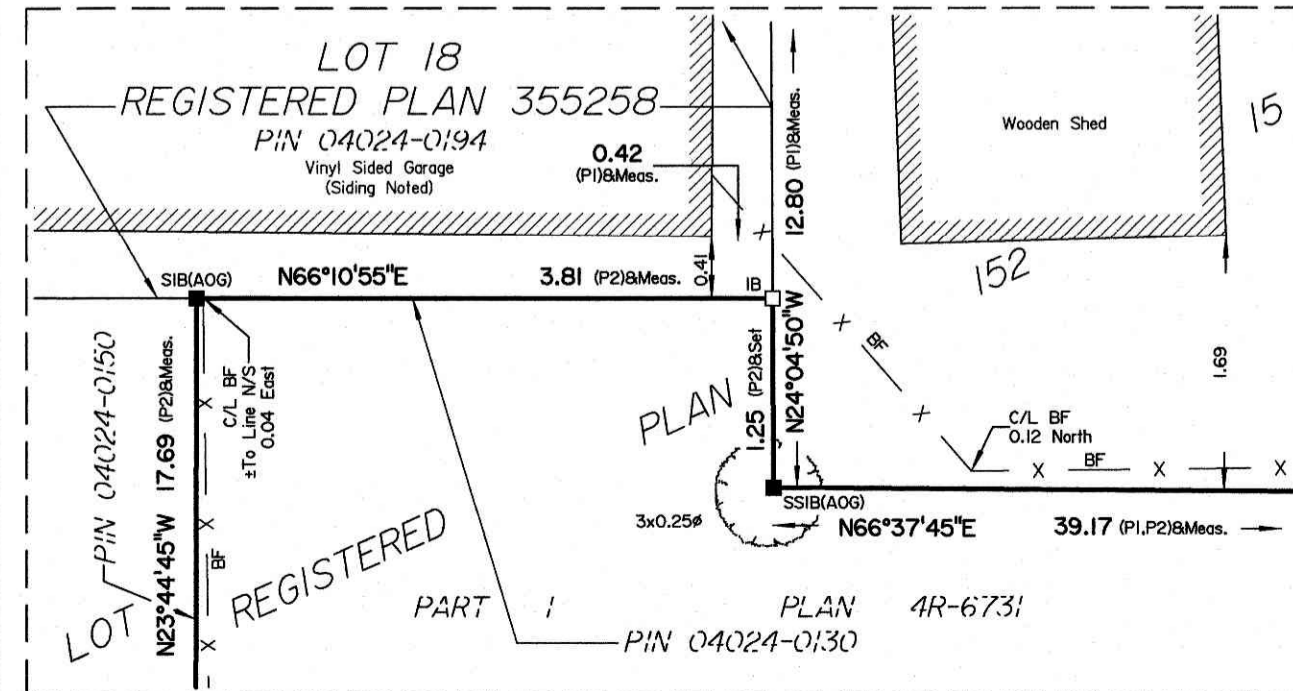 LOT 18
REGISTERED PLAN 355258
PIN 04024-0194
Vinyl Sided Garage
(Siding Noted)
0.42
(P1)&Meas.
12.80 (P1)&Meas.
Wooden Shed
15
152
SIB(AOG)
N66°10'55"E
3.81 (P2)&Meas.
0.41
IB
N24°04'50"W
1.25 (P2)&Set
BF
1.69
C/L BF
±To Line N/S
0.04 East
PIN 04024-0150
N23°44'45"W 17.69 (P2)&Meas.
BF
PLAN
C/L BF
0.12 North
BF
SSIB(AOG)
3x0.25ø
N66°37'45"E
39.17 (P1,P2)&Meas.
LOT
REGISTERED
PART 1 PLAN 4R-6731
PIN 04024-0130